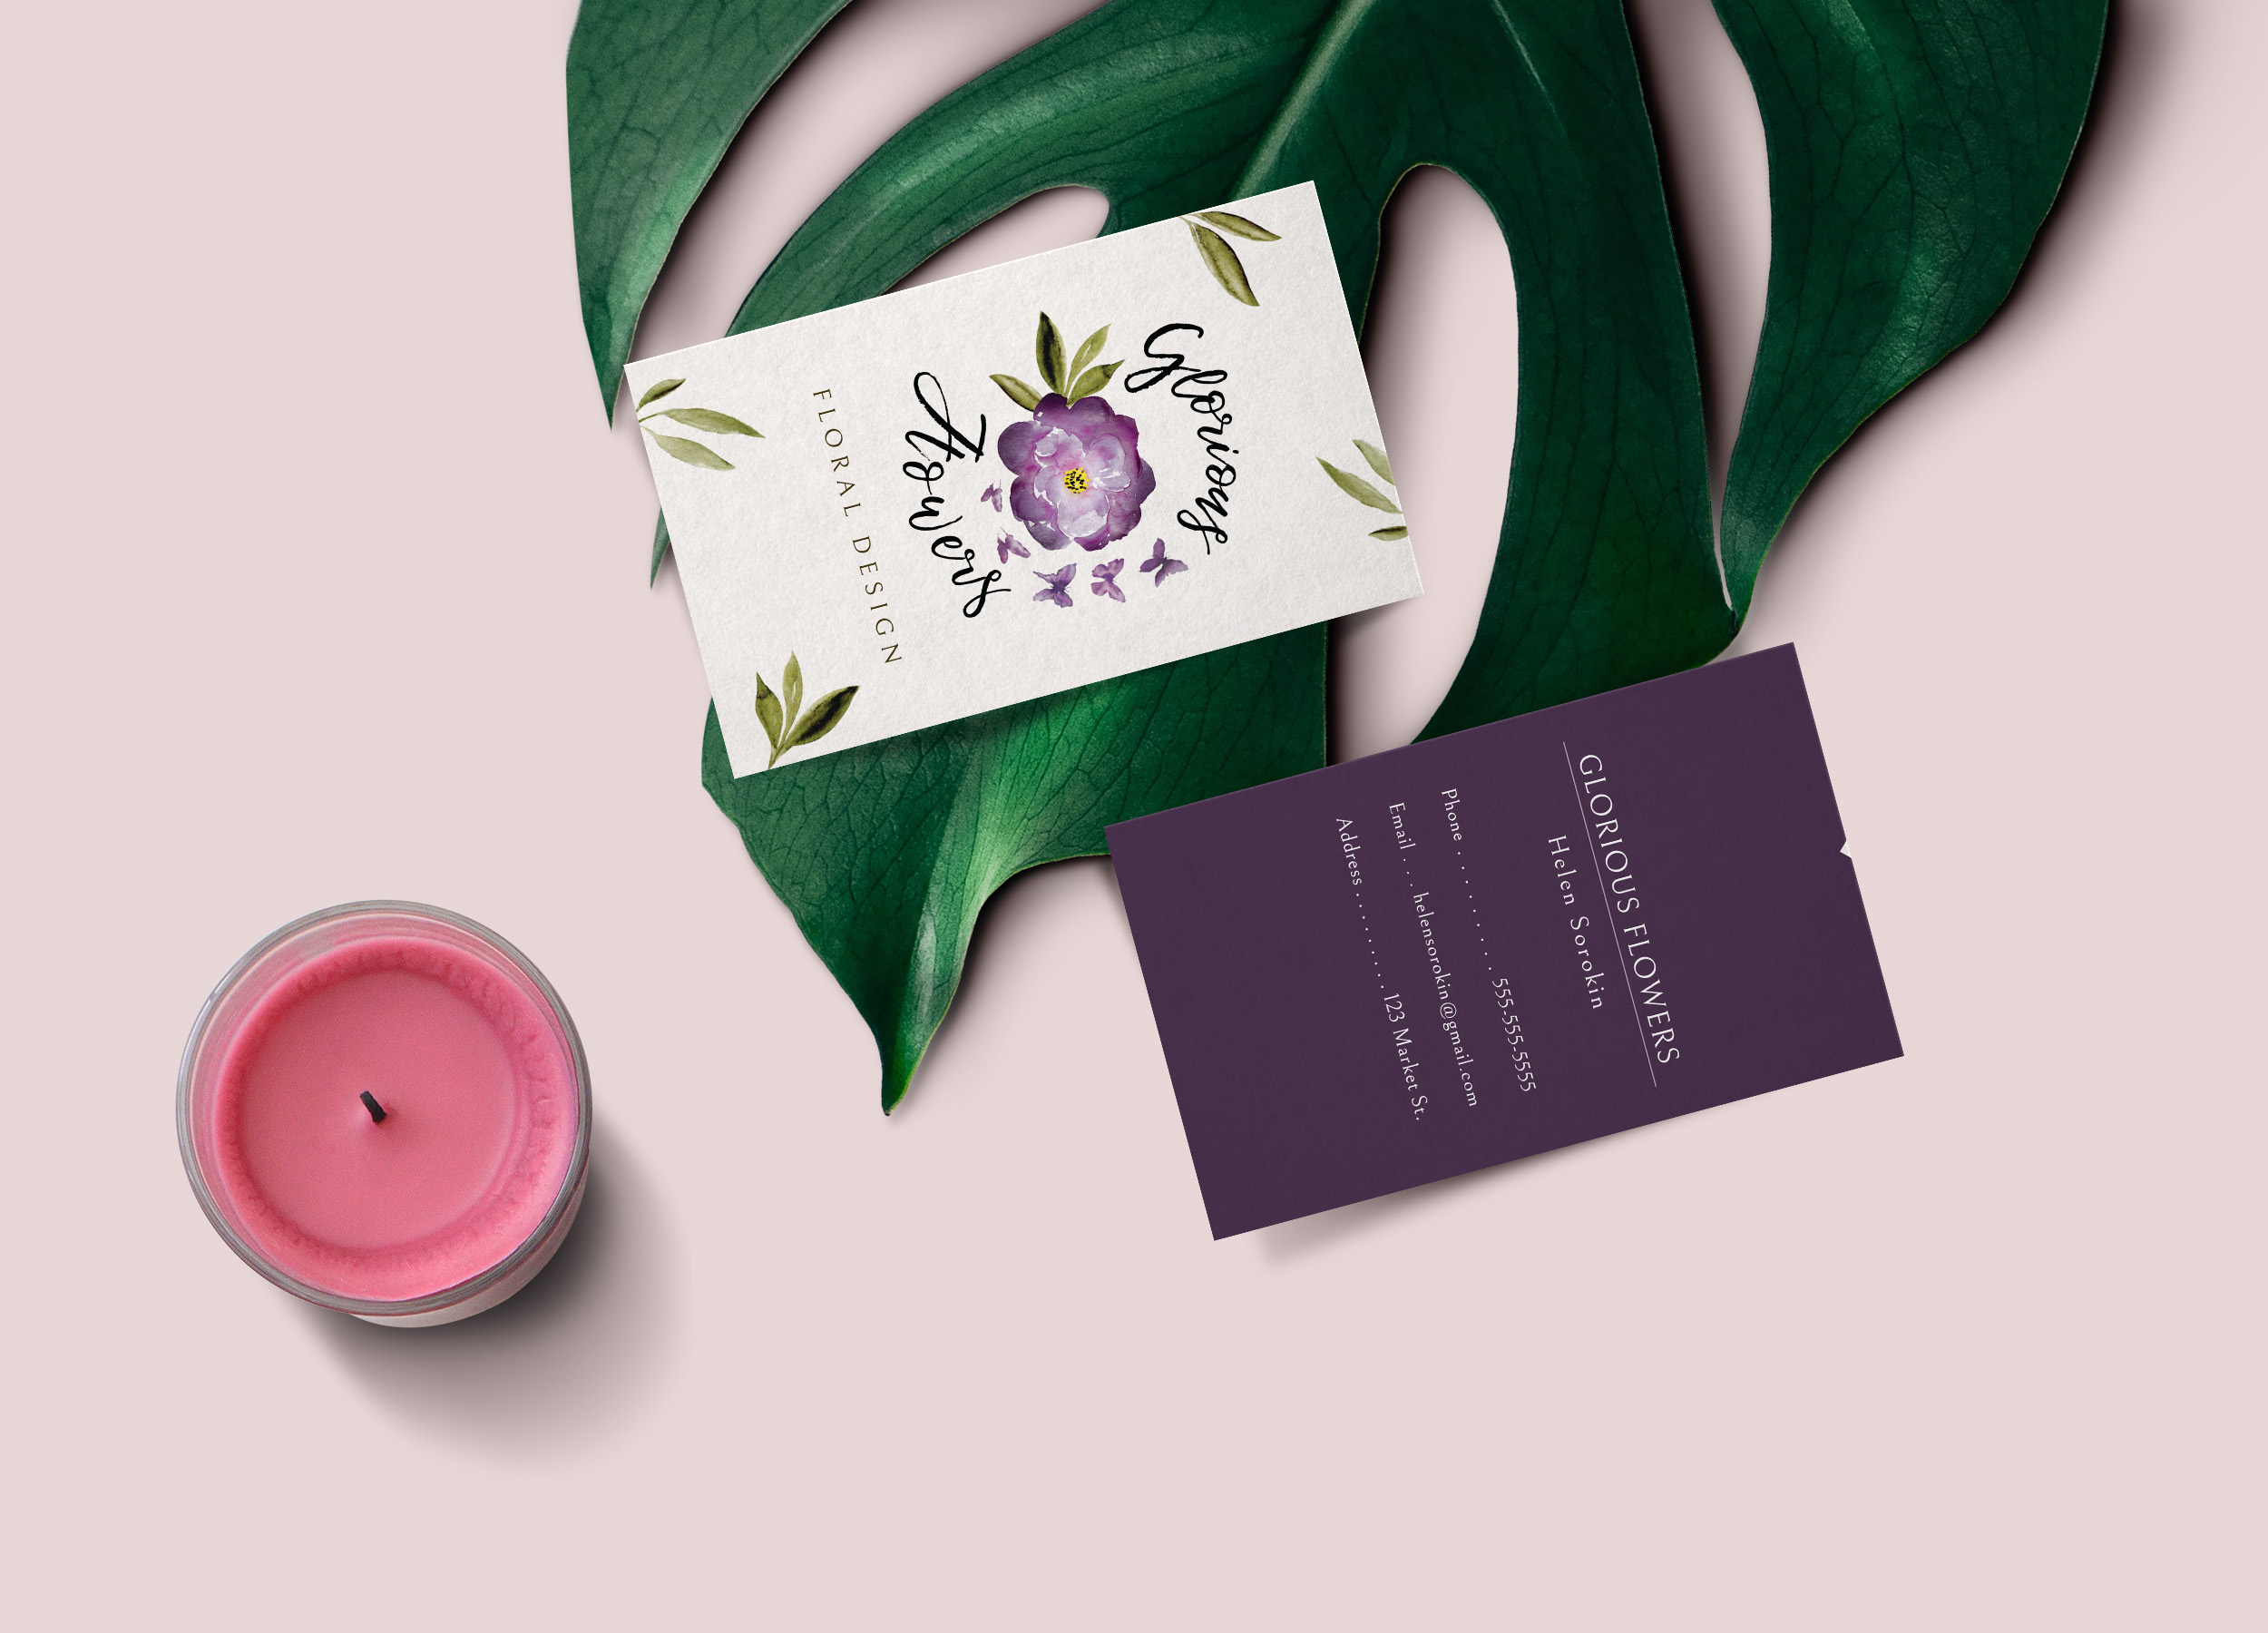 Glorious
Flowers
FLORAL DESIGN
GLORIOUS FLOWERS
Helen Sorokin
Phone . . . . . . . . . . 555-555-5555
Email . . . . helensorokin@gmail.com
Address . . . . . . . . . . 123 Market St.